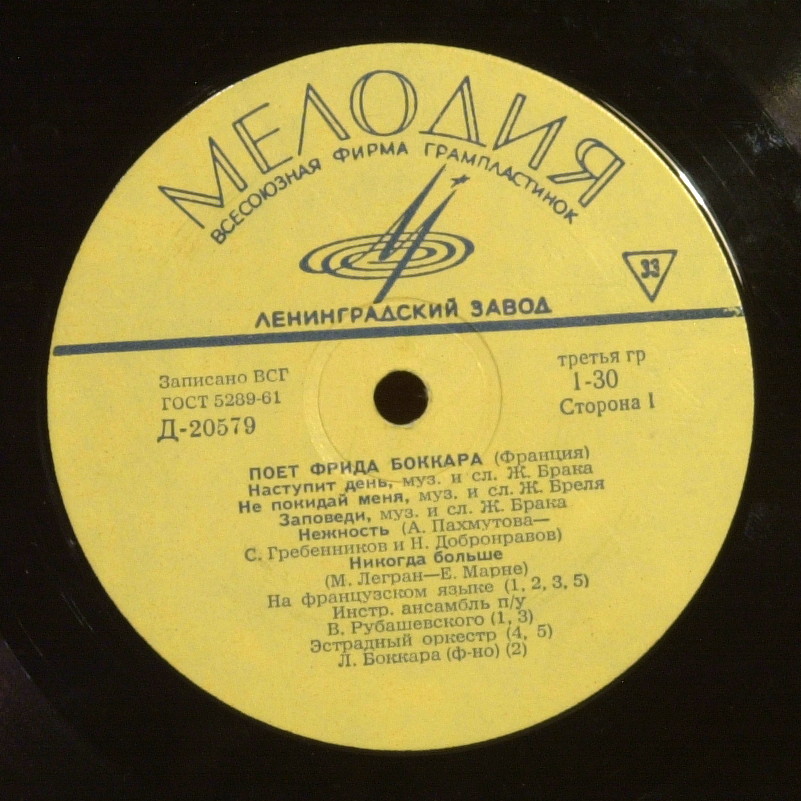 МЕЛОДИЯ
ВСЕСОЮЗНАЯ ФИРМА ГРАМПЛАСТИНОК
33
ЛЕНИНГРАДСКИЙ ЗАВОД
Записано ВСГ
ГОСТ 5289-61
Д-20579
третья гр
1-30
Сторона I
ПОЕТ ФРИДА БОККАРА (Франция)
Наступит день, муз. и сл. Ж. Брака
Не покидай меня, муз. и сл. Ж. Бреля
Заповеди, муз. и сл. Ж. Брака
Нежность (А. Пахмутова—
С. Гребенников и Н. Добронравов)
Никогда больше
(М. Легран—Е. Марне)
На французском языке (1, 2, 3, 5)
Инстр. ансамбль п/у
В. Рубашевского (1, 3)
Эстрадный оркестр (4, 5)
Л. Боккара (ф-но) (2)